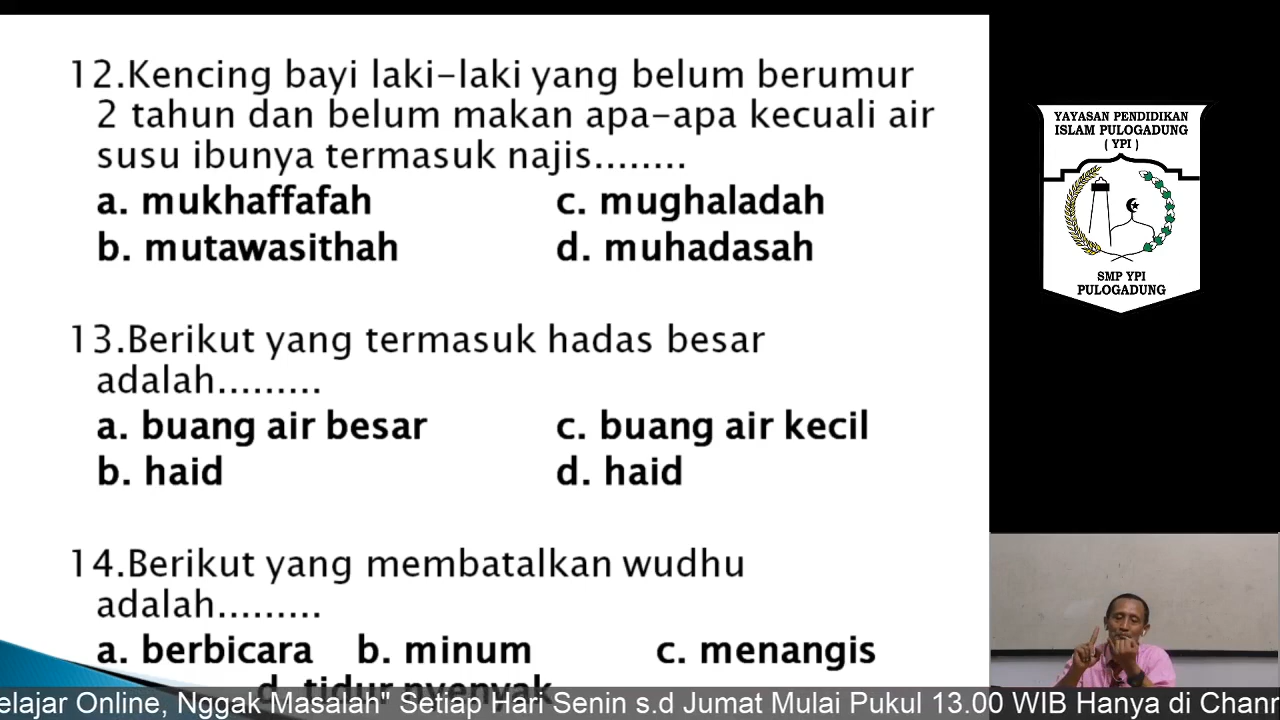 12.Kencing bayi laki-laki yang belum berumur
2 tahun dan belum makan apa-apa kecuali air
susu ibunya termasuk najis........
a. mukhaffafah c. mughaladah
b. mutawasithah d. muhadasah
13.Berikut yang termasuk hadas besar
adalah.........
a. buang air besar c. buang air kecil
b. haid d. haid
14.Berikut yang membatalkan wudhu
adalah.........
a. berbicara b. minum c. menangis
d. tidur nyenyak
YAYASAN PENDIDIKAN
ISLAM PULOGADUNG
( YPI )
SMP YPI
PULOGADUNG
elajar Online, Nggak Masalah" Setiap Hari Senin s.d Jumat Mulai Pukul 13.00 WIB Hanya di Chann